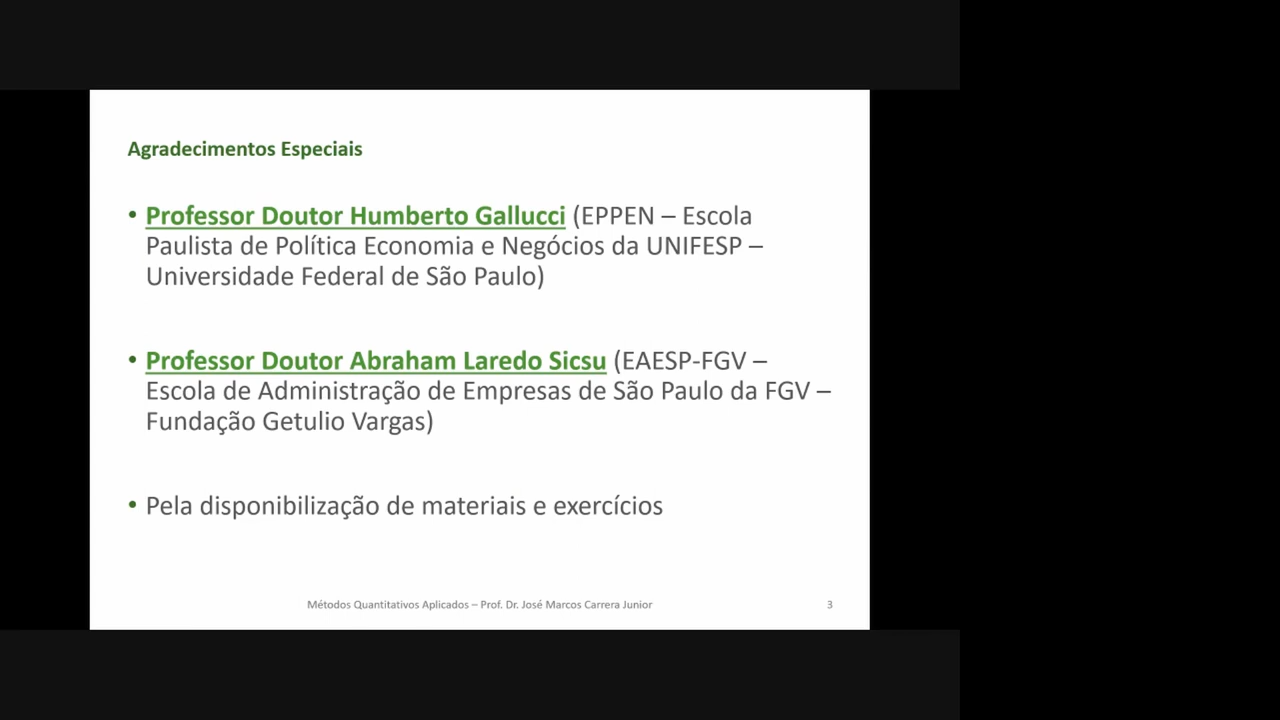 Agradecimentos Especiais
• Professor Doutor Humberto Gallucci (EPPEN – Escola
Paulista de Política Economia e Negócios da UNIFESP –
Universidade Federal de São Paulo)
• Professor Doutor Abraham Laredo Sicsu (EAESP-FGV –
Escola de Administração de Empresas de São Paulo da FGV –
Fundação Getulio Vargas)
• Pela disponibilização de materiais e exercícios
Métodos Quantitativos Aplicados – Prof. Dr. José Marcos Carrera Junior
3